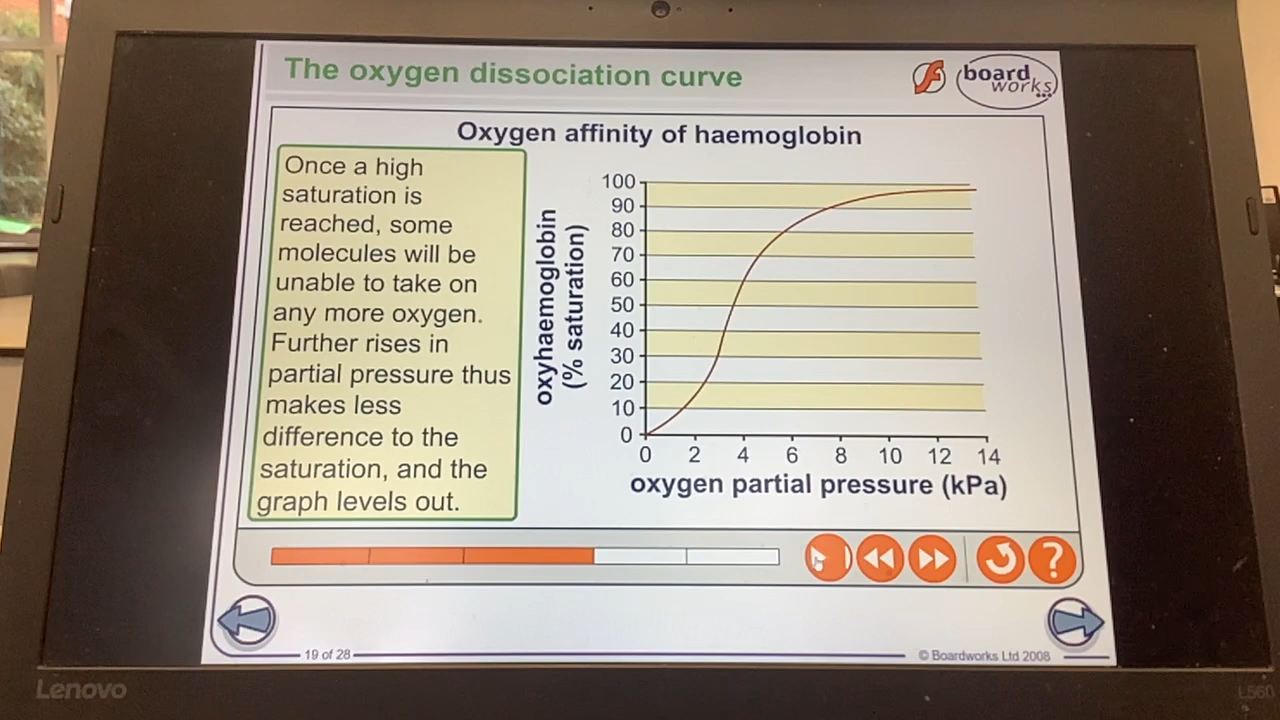 The oxygen dissociation curve
board
works
Oxygen affinity of haemoglobin
Once a high
saturation is
reached, some
molecules will be
unable to take on
any more oxygen.
Further rises in
partial pressure thus
makes less
difference to the
saturation, and the
graph levels out.
oxyhaemoglobin
(% saturation)
100
90
80
70
60
50
40
30
20
10
0
0 2 4 6 8 10 12 14
oxygen partial pressure (kPa)
?
19 of 28
© Boardworks Ltd 2008
Lenovo
L560